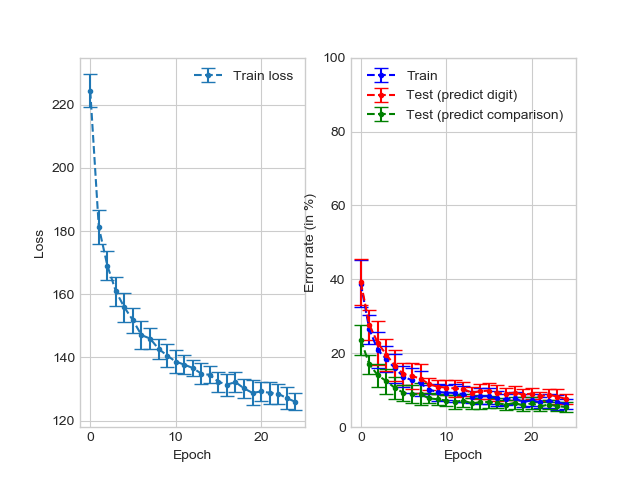 Train loss
220
200
180
160
140
120
0
10
20
Epoch
Loss
Train
Test (predict digit)
Test (predict comparison)
100
80
60
40
20
0
0
10
20
Epoch
Error rate (in %)